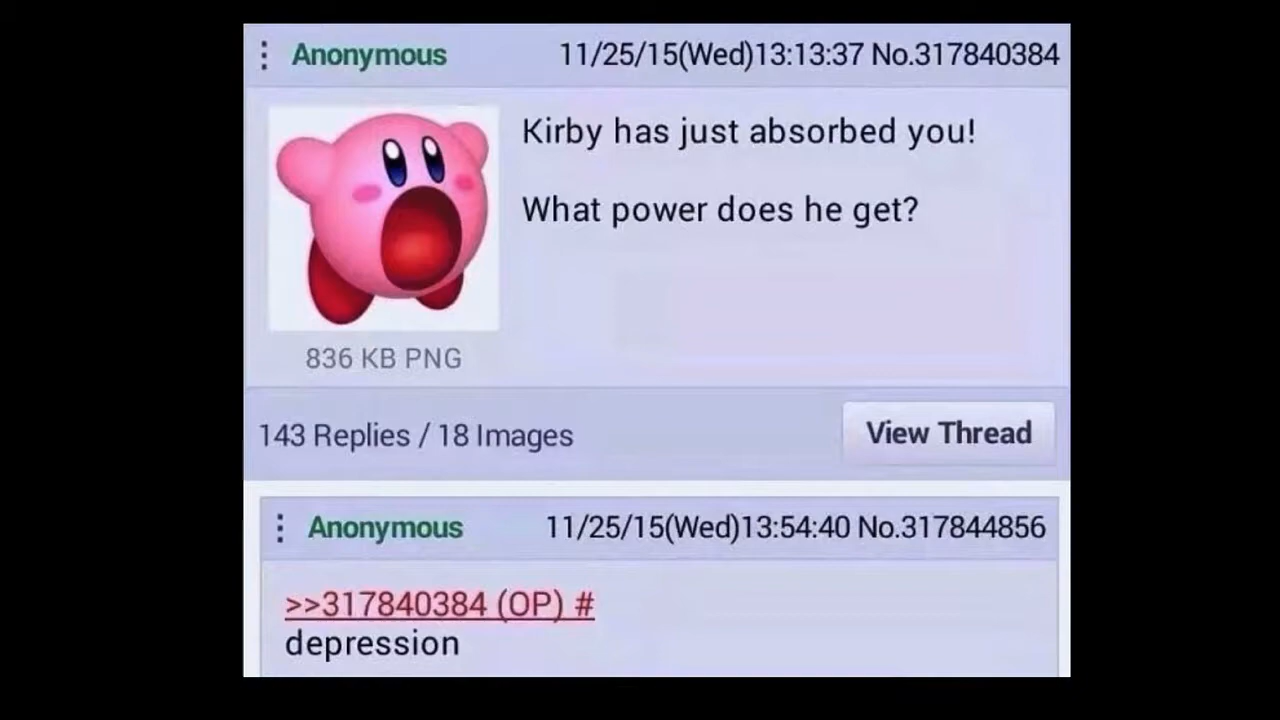 Anonymous 11/25/15(Wed)13:13:37 No.317840384
Kirby has just absorbed you!
What power does he get?
836 KB PNG
143 Replies / 18 Images
View Thread
Anonymous 11/25/15(Wed)13:54:40 No.317844856
>>317840384 (OP) #
depression